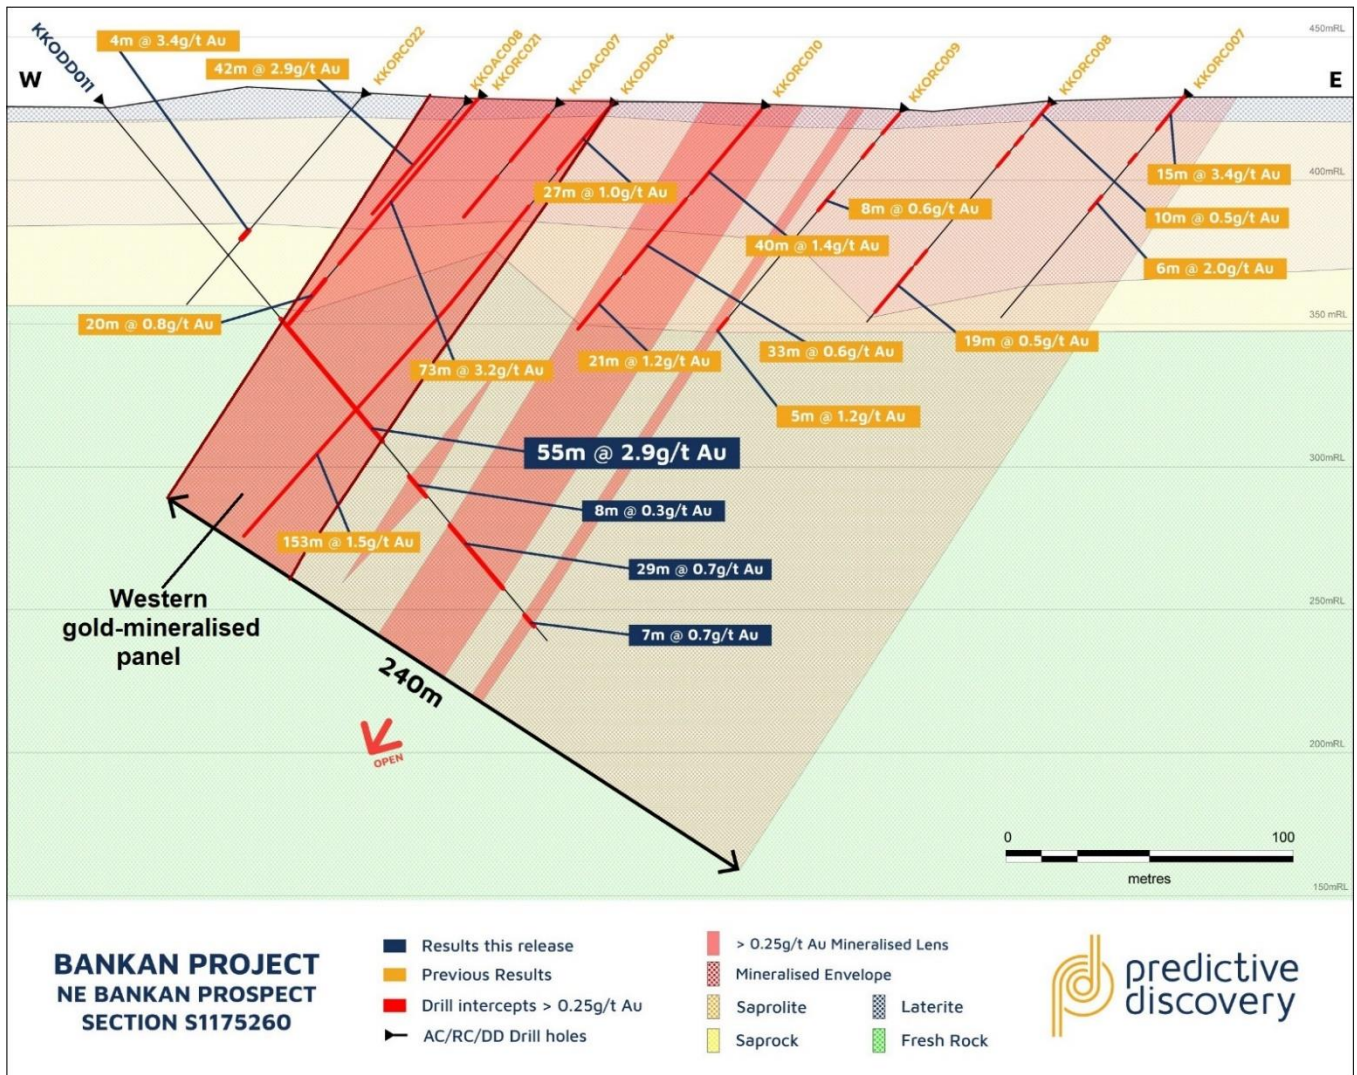 450mRL
KKODD011
4m @ 3.4g/t Au
KKORC022
KKOAC008
KKORC021
KKOAC007
KKODD004
KKORC010
KKORC009
KKORC008
KKORC007
42m @ 2.9g/t Au
W
E
15m @ 3.4g/t Au
400mRL
27m @ 1.0g/t Au
8m @ 0.6g/t Au
10m @ 0.5g/t Au
40m @ 1.4g/t Au
6m @ 2.0g/t Au
350 mRL
20m @ 0.8g/t Au
19m @ 0.5g/t Au
33m @ 0.6g/t Au
21m @ 1.2g/t Au
73m @ 3.2g/t Au
5m @ 1.2g/t Au
55m @ 2.9g/t Au
300mRL
8m @ 0.3g/t Au
153m @ 1.5g/t Au
29m @ 0.7g/t Au
Western
gold-mineralised
panel
250mRL
7m @ 0.7g/t Au
240m
OPEN
200mRL
0
100
metres
150mRL
BANKAN PROJECT
NE BANKAN PROSPECT
SECTION S1175260
Results this release
Previous Results
Drill intercepts > 0.25g/t Au
AC/RC/DD Drill holes
> 0.25g/t Au Mineralised Lens
Mineralised Envelope
Saprolite
Laterite
Saprock
Fresh Rock
predictive
discovery